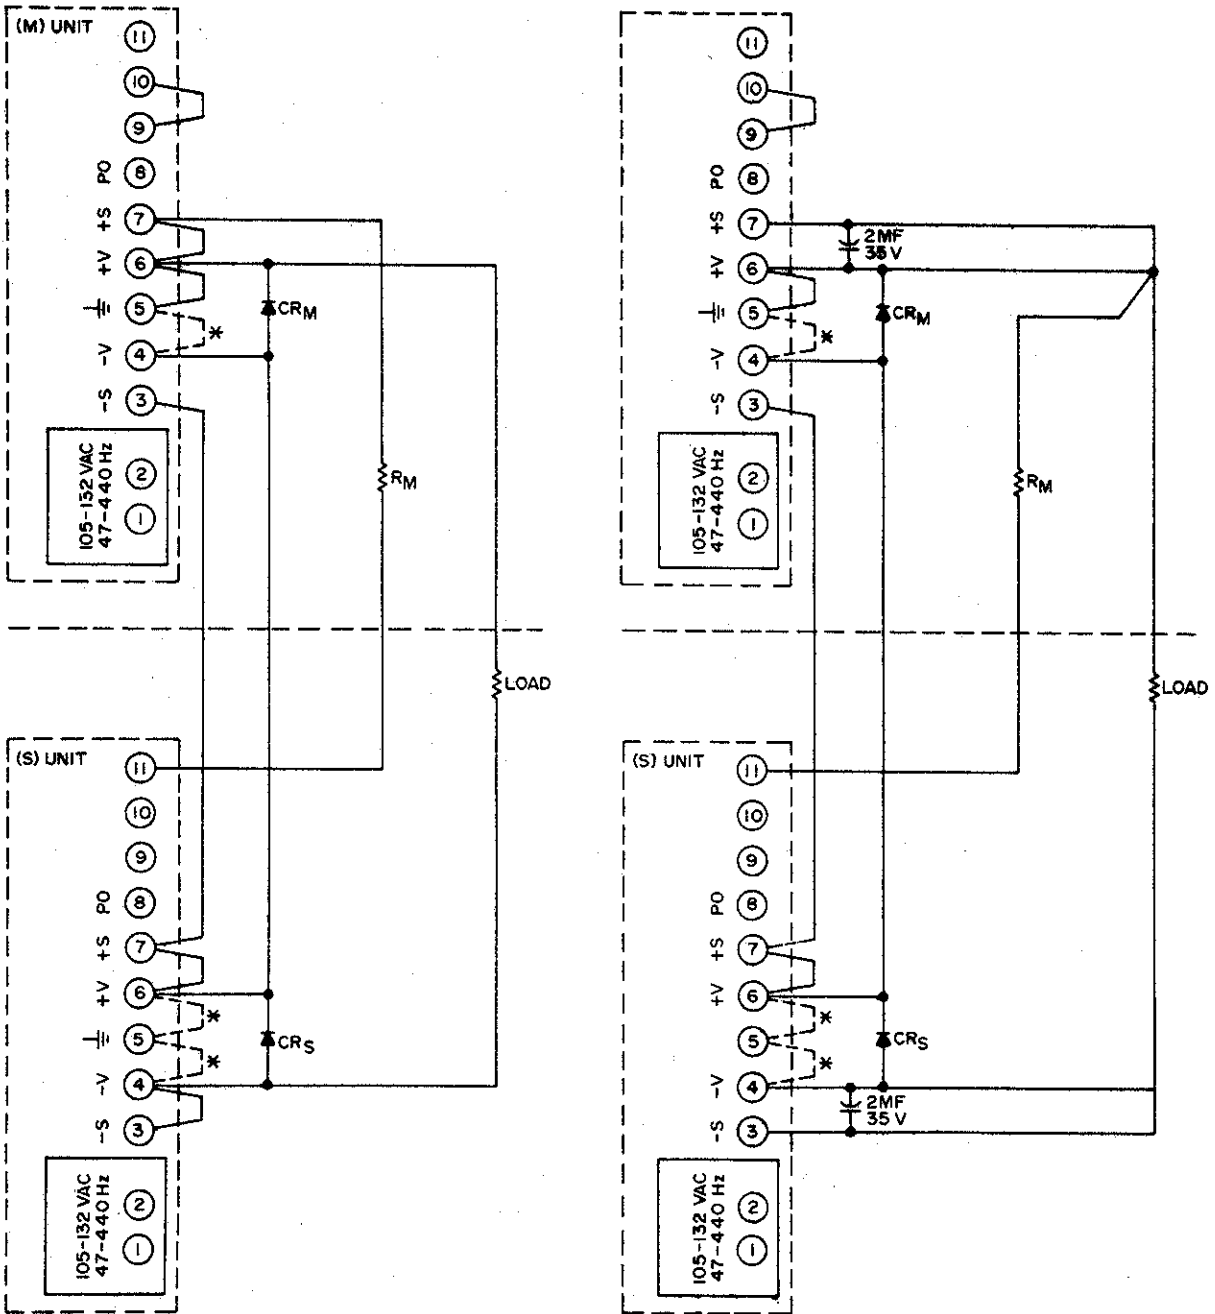 (M) UNIT
11
10
9
PO 8
+S 7
+V 6
5
-V 4
-S 3
105-132 VAC
47-440 Hz
2
1
*
CRM
RM
LOAD
(S) UNIT
11
10
9
PO 8
+S 7
+V 6
*
5
*
-V 4
-S 3
CRS
105-132 VAC
47-440 Hz
2
1
11
10
9
PO 8
+S 7
2MF
35V
+V 6
5
CRM
*
-V 4
-S 3
105-132 VAC
47-440 Hz
2
1
RM
LOAD
(S) UNIT
11
10
9
PO 8
+S 7
+V 6
*
5
CRS
*
-V 4
2MF
35V
-S 3
105-132 VAC
47-440 Hz
2
1